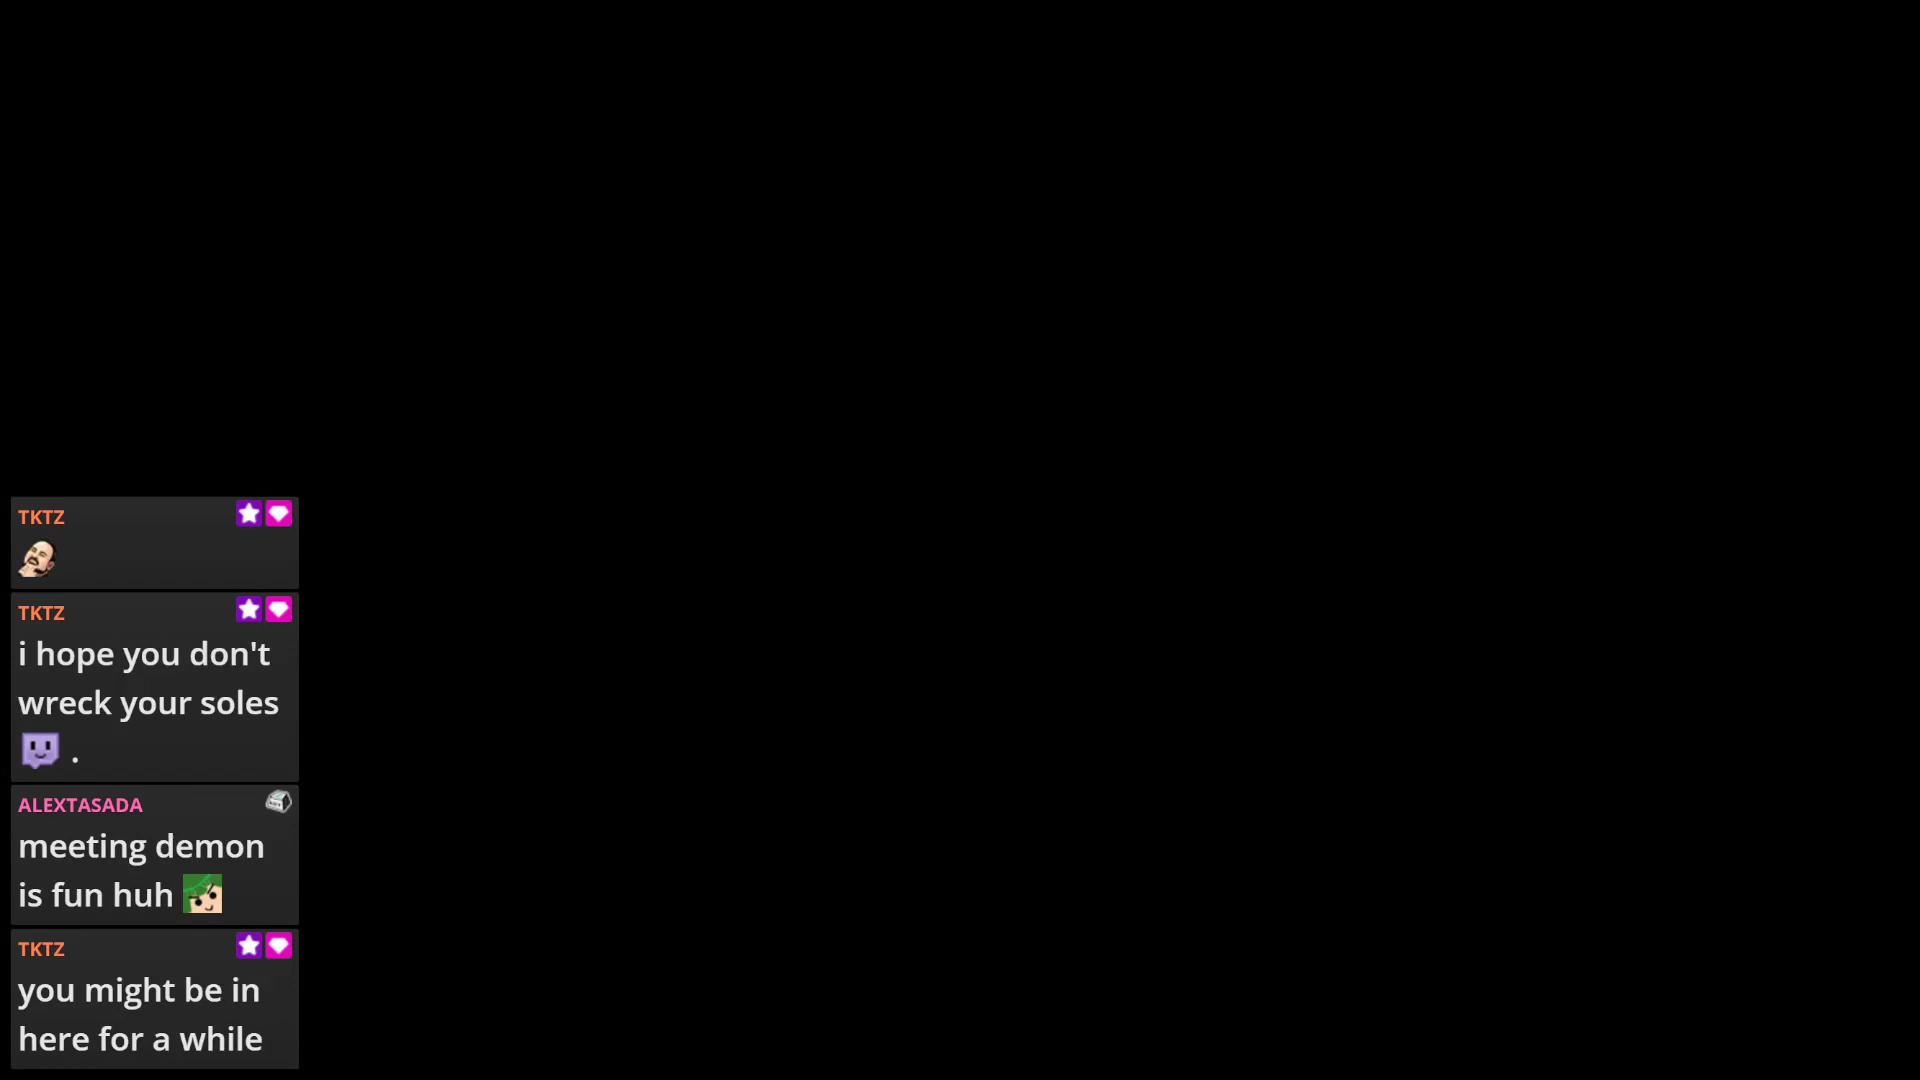 TKTZ
TKTZ
i hope you don't
wreck your soles
.
ALEXTASADA
meeting demon
is fun huh
TKTZ
you might be in
here for a while